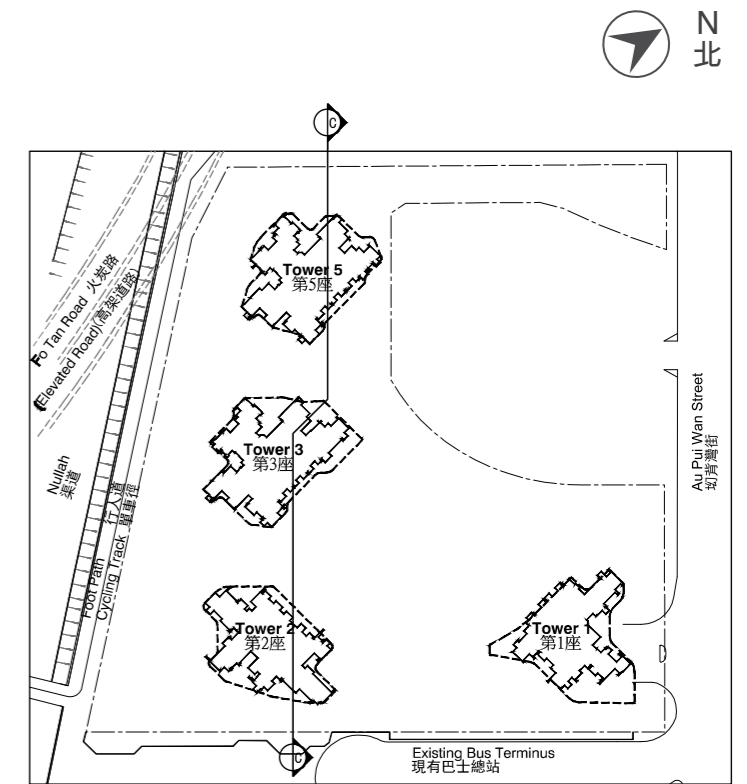 N
北
C
Tower 5
第5座
Fo Tan Road 火炭路
(Elevated Road)(高架道路)
Au Pui Wan Street
坳背灣街
Tower 3
第3座
Nullah
渠道
Foot Path 行人道
Cycling Track 單車徑
Tower 2
第2座
Tower 1
第1座
Existing Bus Terminus
現有巴士總站
C